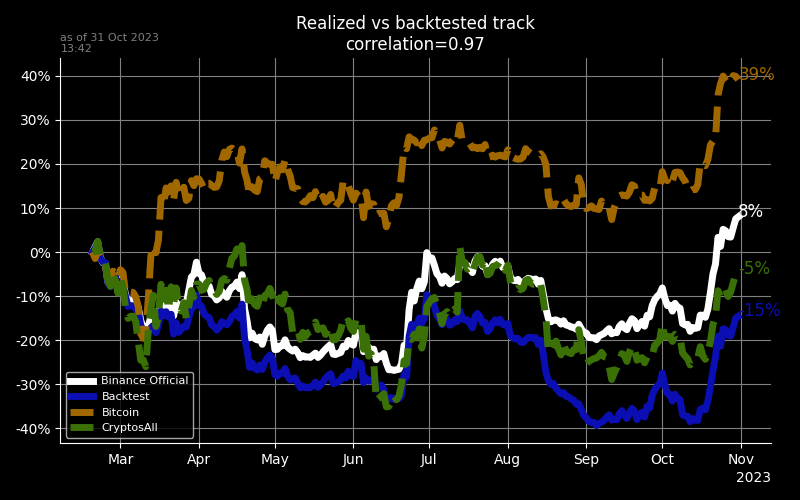 Realized vs backtested track
correlation=0.97
as of 31 Oct 2023
13:42
40%
30%
20%
10%
0%
-10%
-20%
-30%
-40%
39%
8%
-5%
-15%
Binance Official
Backtest
Bitcoin
CryptosAll
Mar Apr May Jun Jul Aug Sep Oct Nov
2023